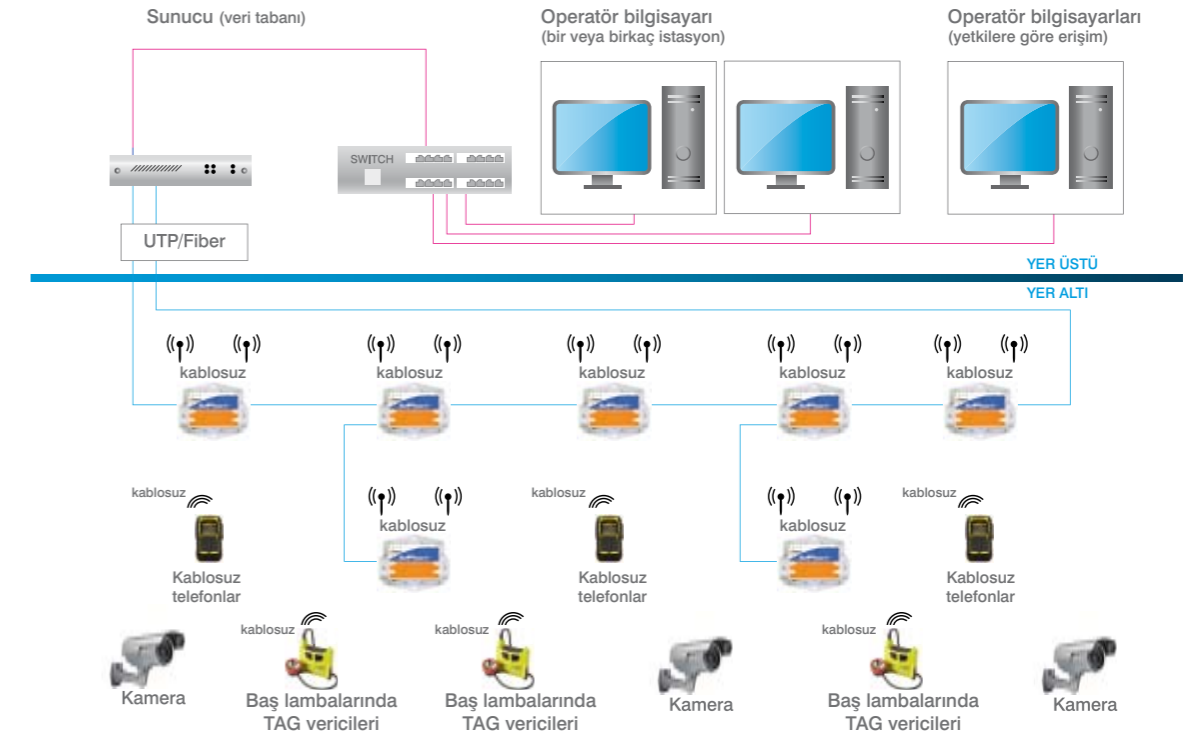 Sunucu (veri tabanı)
Operatör bilgisayarı
(bir veya birkaç istasyon)
Operatör bilgisayarları
(yetkilere göre erişim)
SWITCH
UTP/Fiber
YER ÜSTÜ
YER ALTI
kablosuz
kablosuz
kablosuz
kablosuz
kablosuz
kablosuz
kablosuz
kablosuz
kablosuz
kablosuz
Kablosuz
telefonlar
Kablosuz
telefonlar
Kablosuz
telefonlar
kablosuz
kablosuz
kablosuz
Kamera
Baş lambalarında
TAG vericileri
Baş lambalarında
TAG vericileri
Kamera
Baş lambalarında
TAG vericileri
Kamera